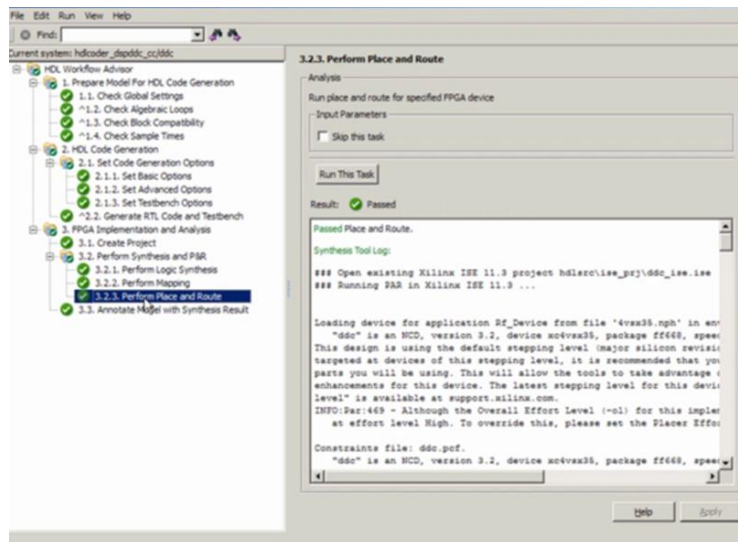 File Edit Run View Help
Find:
Current system: hdlcoder_dspddc_cc/ddc
HDL Workflow Advisor
1. Prepare Model For HDL Code Generation
1.1. Check Global Settings
^1.2. Check Algebraic Loops
^1.3. Check Block Compatibility
^1.4. Check Sample Times
2. HDL Code Generation
2.1. Set Code Generation Options
2.1.1. Set Basic Options
2.1.2. Set Advanced Options
2.1.3. Set Testbench Options
^2.2. Generate RTL Code and Testbench
3. FPGA Implementation and Analysis
3.1. Create Project
3.2. Perform Synthesis and P&R
3.2.1. Perform Logic Synthesis
3.2.2. Perform Mapping
3.2.3. Perform Place and Route
3.3. Annotate Model with Synthesis Result
3.2.3. Perform Place and Route
Analysis
Run place and route for specified FPGA device
Input Parameters
Skip this task
Run This Task
Result: Passed
Passed Place and Route.
Synthesis Tool Log:
### Open existing Xilinx ISE 11.3 project hdlsrc\ise_prj\ddc_ise.ise
### Running PAR in Xilinx ISE 11.3 ...
Loading device for application Rf_Device from file '4vsx35.nph' in env
"ddc" is an NCD, version 3.2, device xc4vsx35, package ff668, speed
This design is using the default stepping level (major silicon revisio
targeted at devices of this stepping level, it is recommended that you
parts you will be using. This will allow the tools to take advantage o
enhancements for this device. The latest stepping level for this devic
level" is available at support.xilinx.com.
INFO:Par:469 - Although the Overall Effort Level (-ol) for this implem
at effort level High. To override this, please set the Placer Effor
Constraints file: ddc.pcf.
"ddc" is an NCD, version 3.2, device xc4vsx35, package ff668, speed
Help Apply